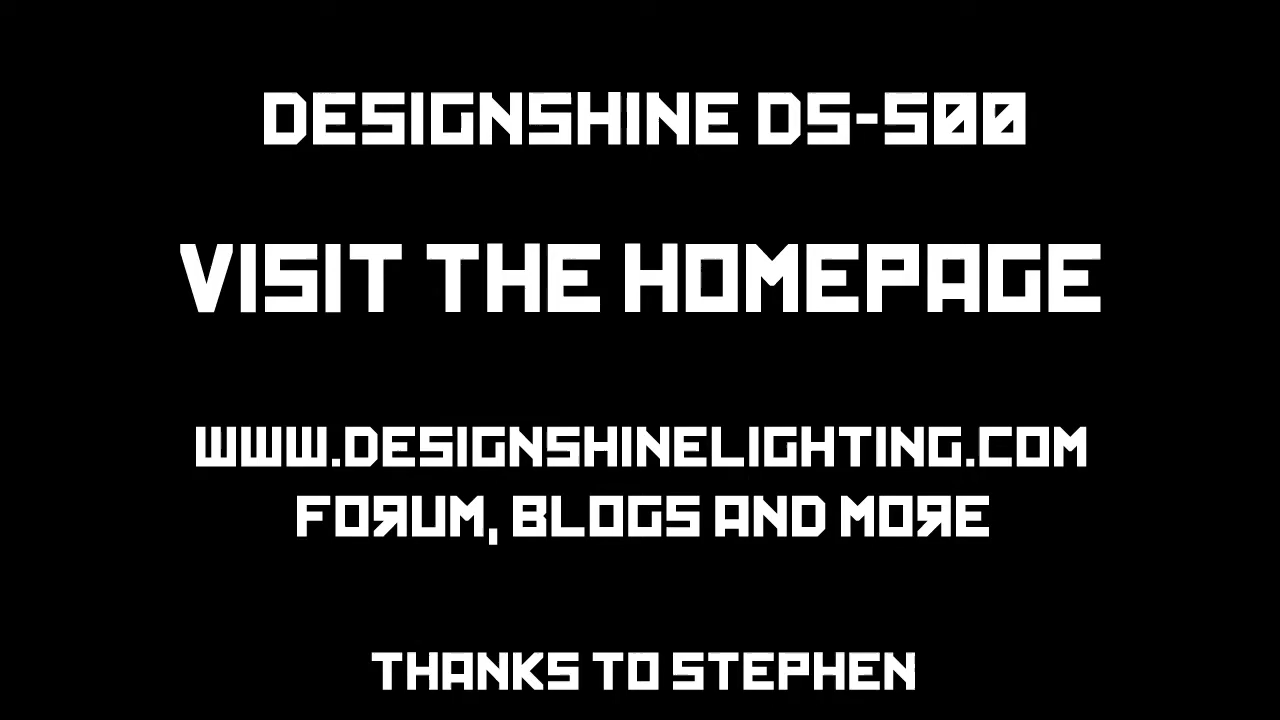 DESIGNSHINE DS-500
VISIT THE HOMEPAGE
WWW.DESIGNSHINELIGHTING.COM
FORUM, BLOGS AND MORE
THANKS TO STEPHEN